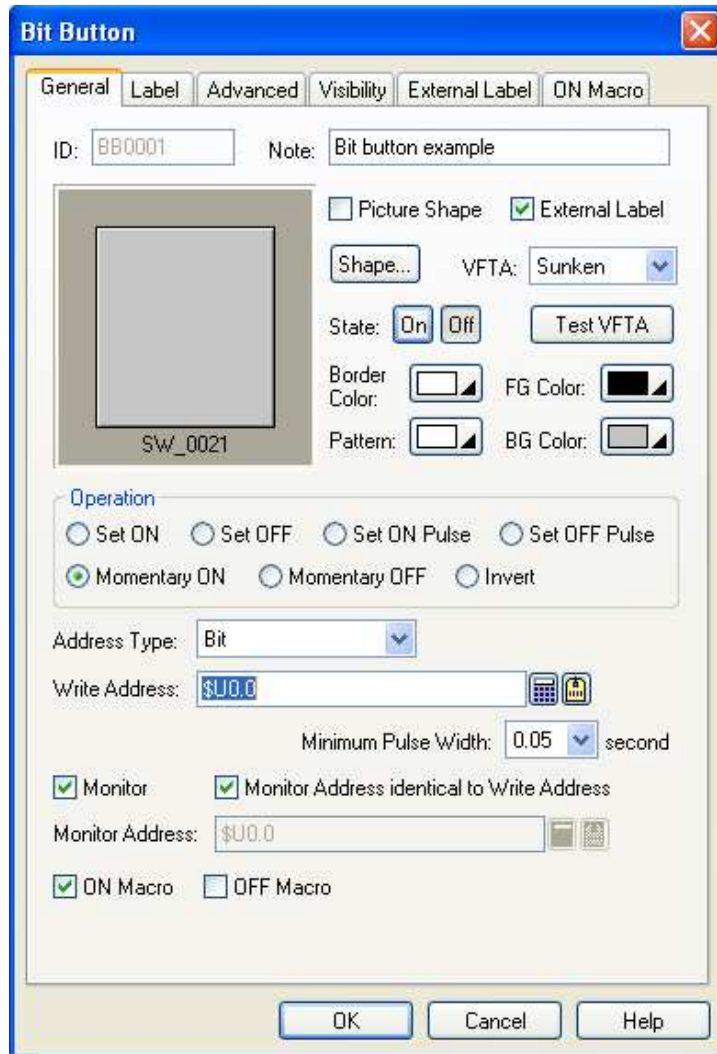 Bit Button
General Label Advanced Visibility External Label ON Macro
ID: BB0001 Note: Bit button example
Picture Shape External Label
Shape... VFTA: Sunken
State: On Off Test VFTA
Border Color: FG Color:
SW_0021 Pattern: BG Color:
Operation
Set ON Set OFF Set ON Pulse Set OFF Pulse
Momentary ON Momentary OFF Invert
Address Type: Bit
Write Address: $U0.0
Minimum Pulse Width: 0.05 second
Monitor Monitor Address identical to Write Address
Monitor Address: $U0.0
ON Macro OFF Macro
OK Cancel Help